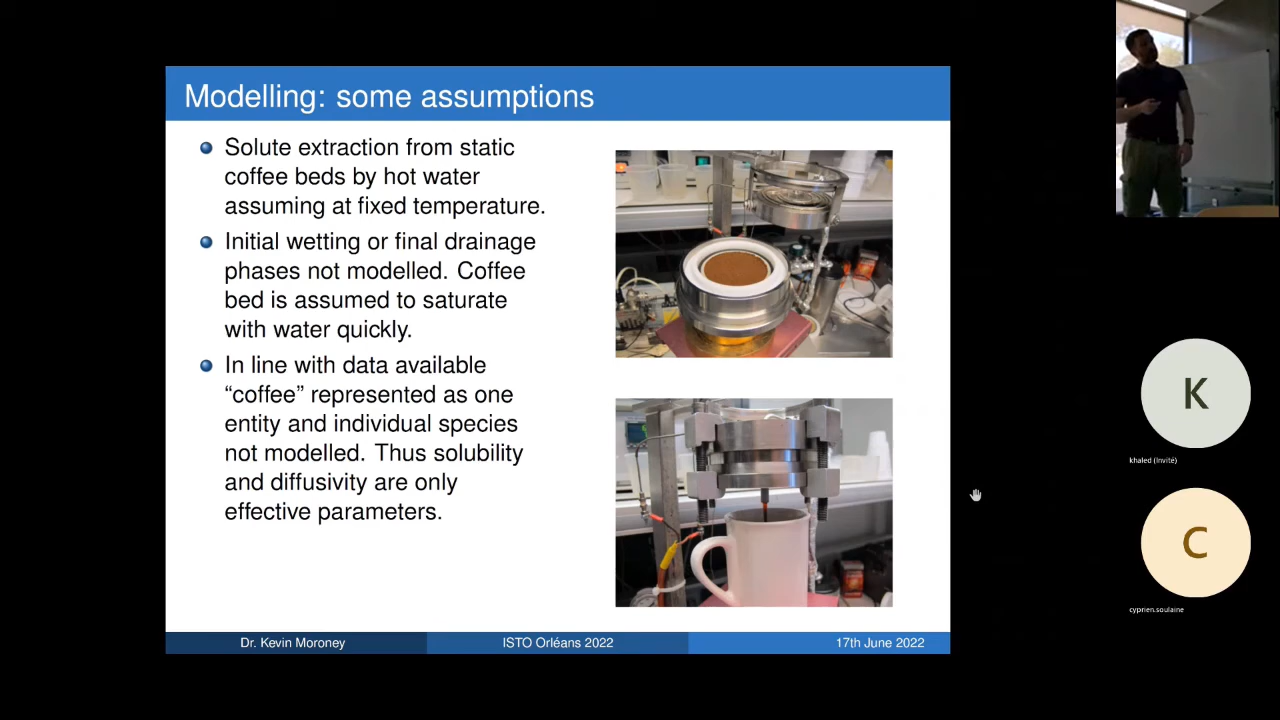 Modelling: some assumptions
Solute extraction from static
coffee beds by hot water
assuming at fixed temperature.
Initial wetting or final drainage
phases not modelled. Coffee
bed is assumed to saturate
with water quickly.
In line with data available
“coffee” represented as one
entity and individual species
not modelled. Thus solubility
and diffusivity are only
effective parameters.
Dr. Kevin Moroney
ISTO Orléans 2022
17th June 2022
K
khaled (Invité)
C
cyprien.soulaine